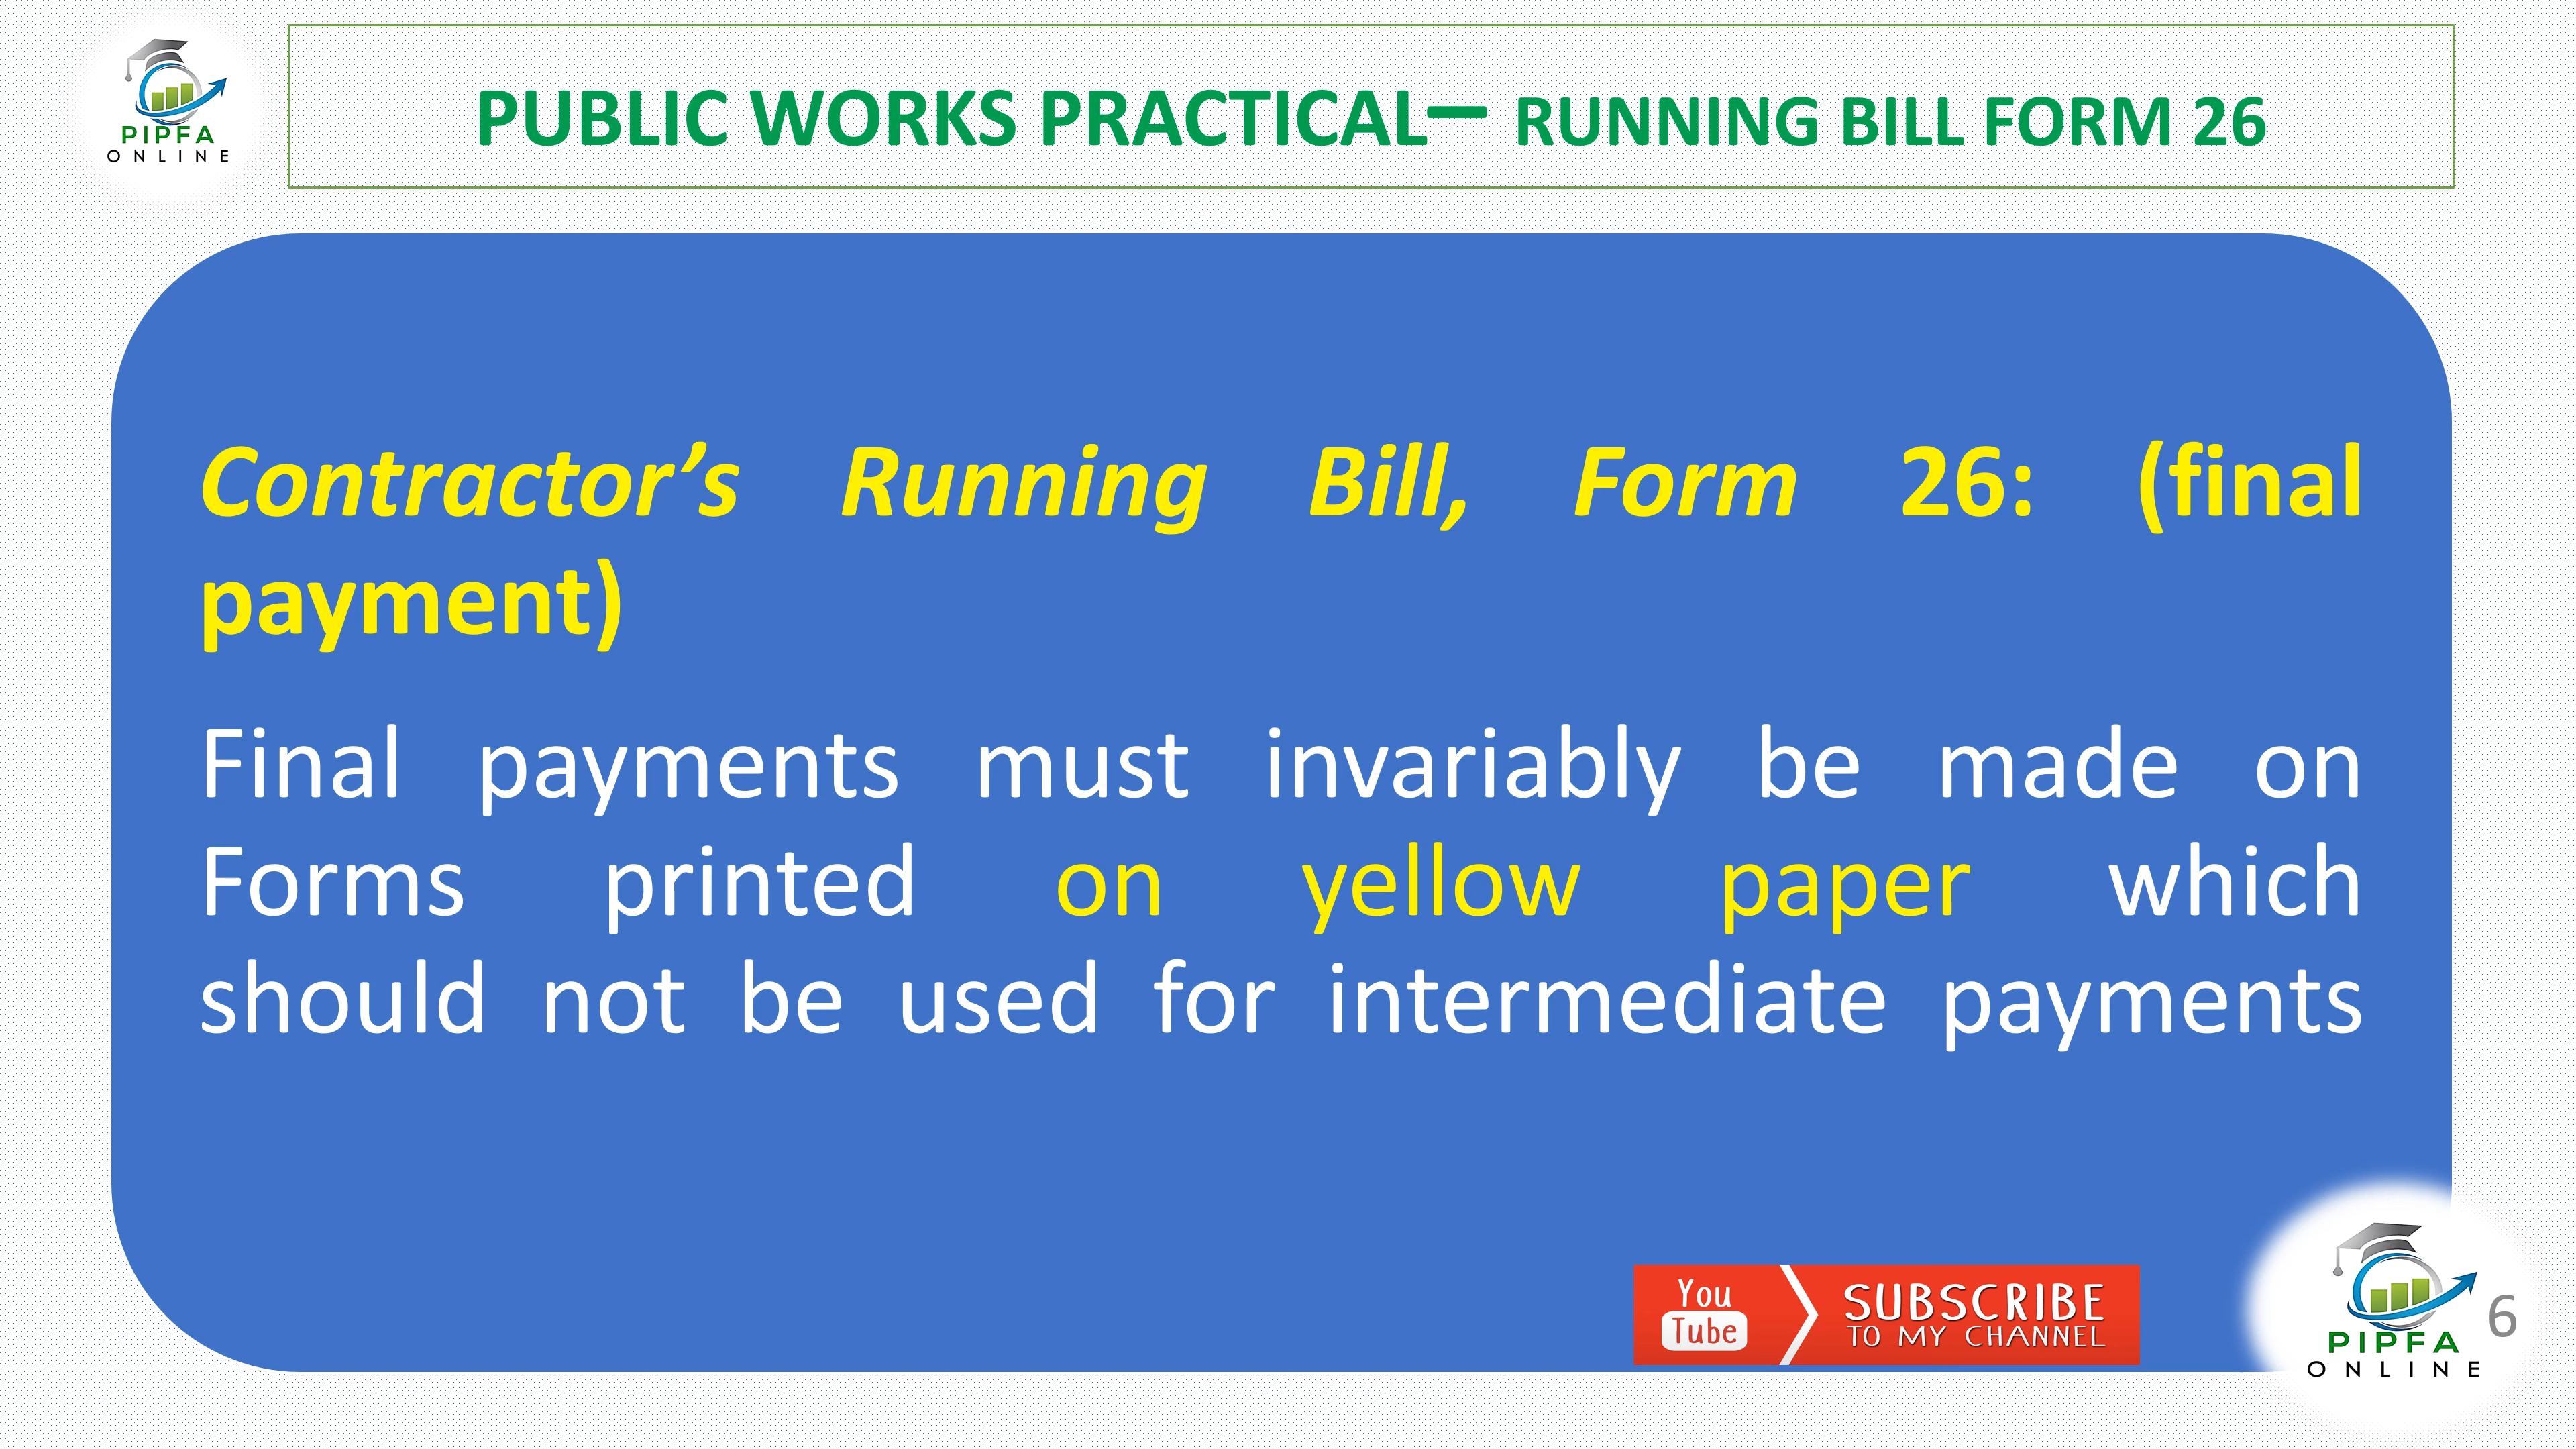 PIPFA
ONLINE
PUBLIC WORKS PRACTICAL– RUNNING BILL FORM 26
Contractor’s Running Bill, Form 26: (final
payment)
Final payments must invariably be made on
Forms printed on yellow paper which
should not be used for intermediate payments
You
Tube
SUBSCRIBE
TO MY CHANNEL
PIPFA
ONLINE
6